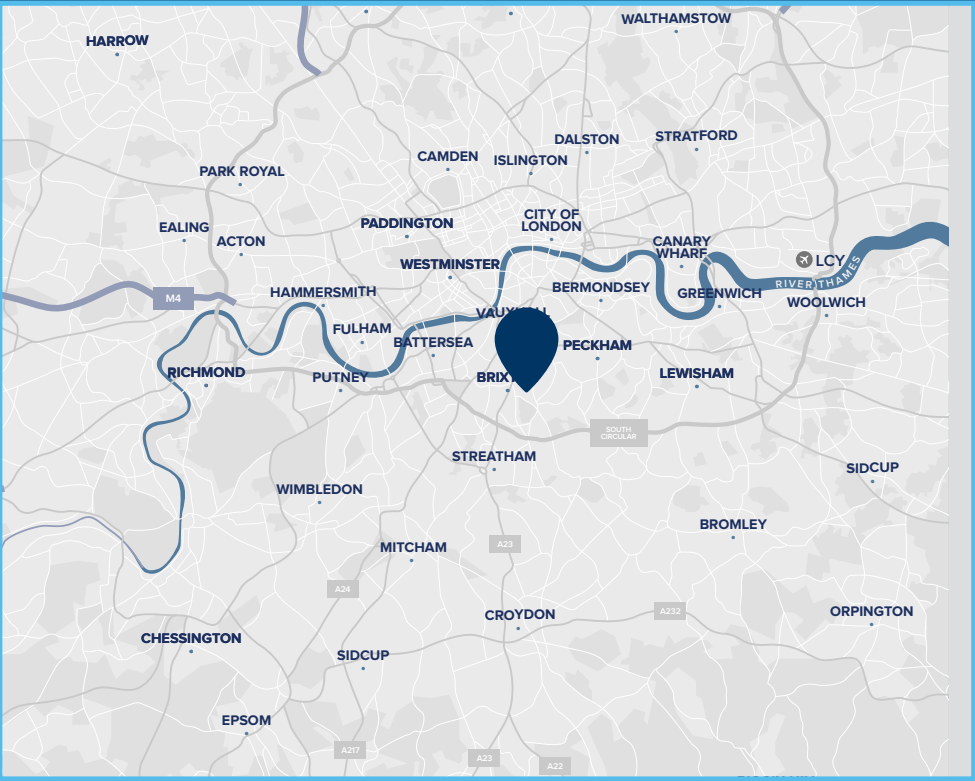 WALTHAMSTOW
HARROW
DALSTON
STRATFORD
CAMDEN
ISLINGTON
PARK ROYAL
CITY OF
LONDON
PADDINGTON
EALING
ACTON
CANARY
WHARF
LCY
WESTMINSTER
RIVER THAMES
BERMONDSEY
GREENWICH
HAMMERSMITH
M4
WOOLWICH
FULHAM
BATTERSEA
PECKHAM
RICHMOND
PUTNEY
LEWISHAM
SOUTH
CIRCULAR
STREATHAM
SIDCUP
WIMBLEDON
BROMLEY
A23
MITCHAM
A24
CROYDON
A232
ORPINGTON
CHESSINGTON
SIDCUP
EPSOM
A217
A23
A22